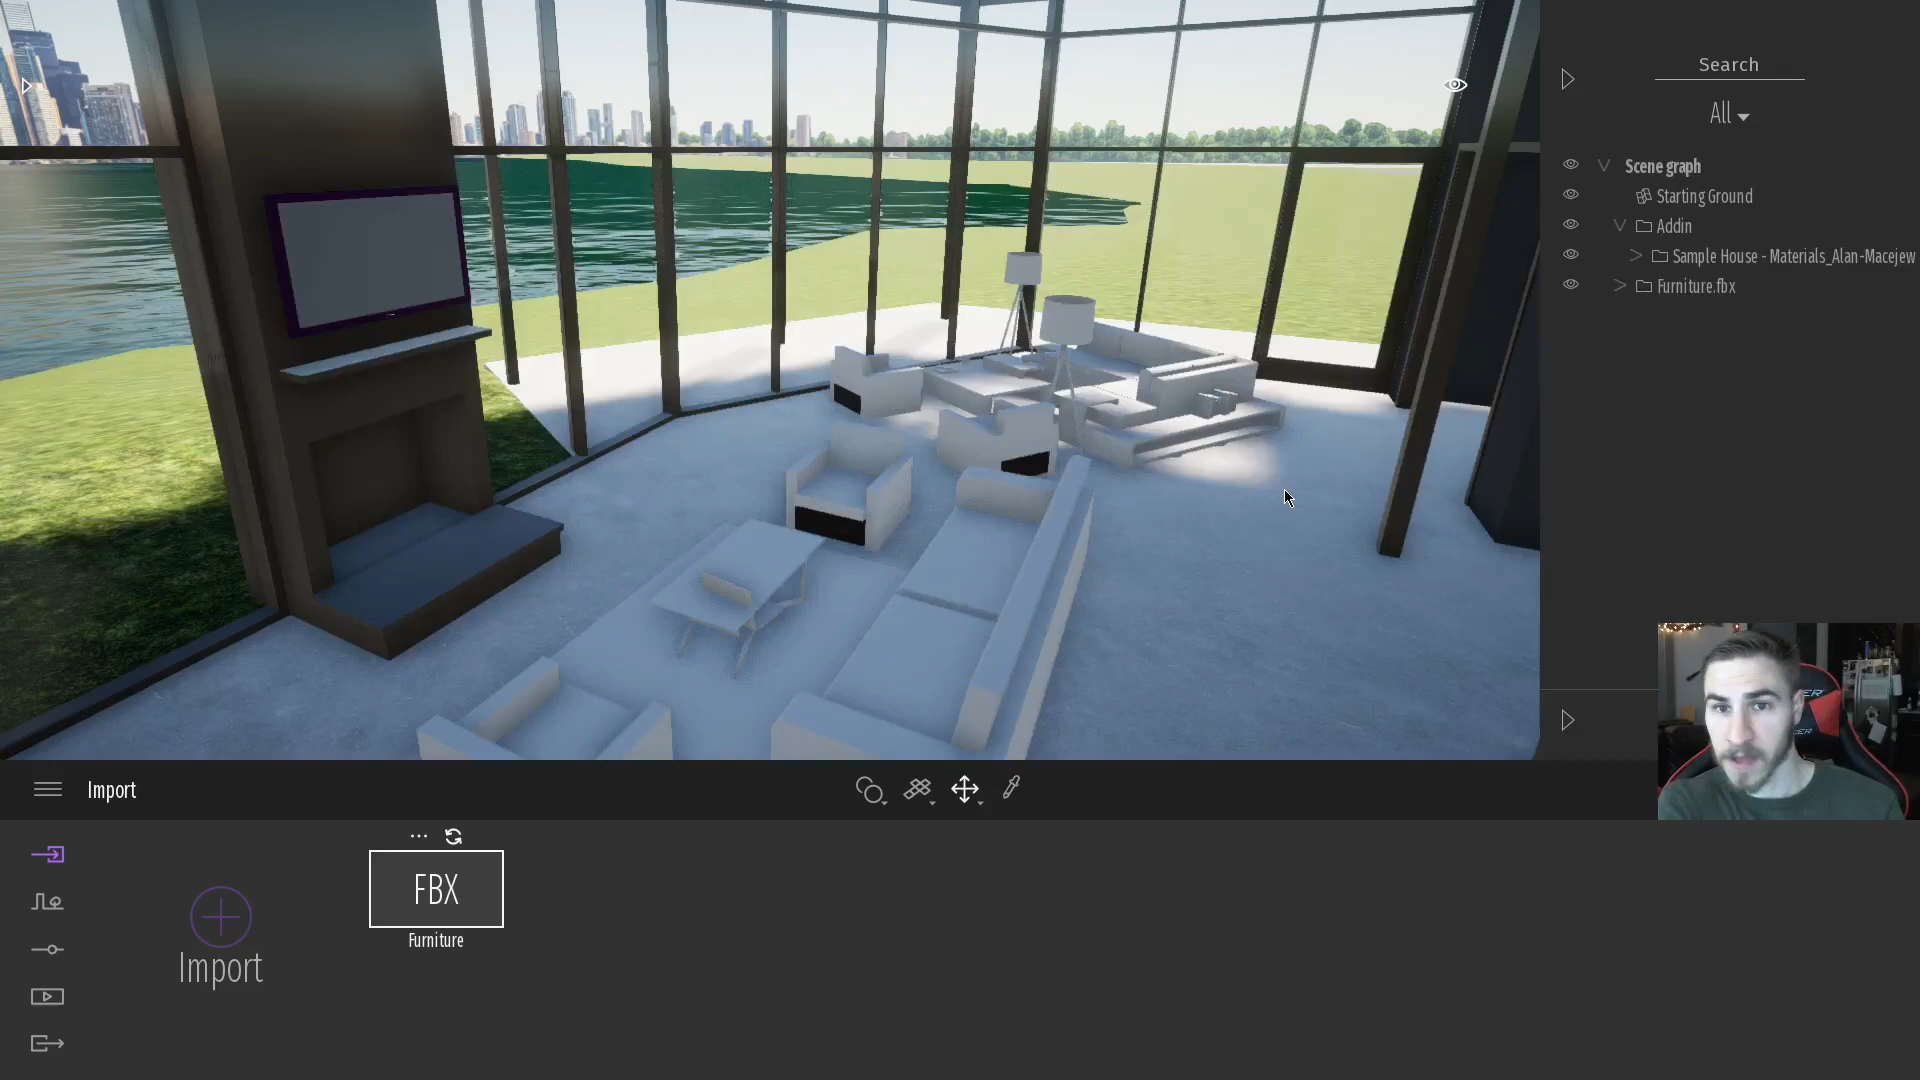 Search
All
Scene graph
Starting Ground
Addin
Sample House - Materials_Alan-Macejew
Furniture.fbx
Import
FBX
Furniture
Import